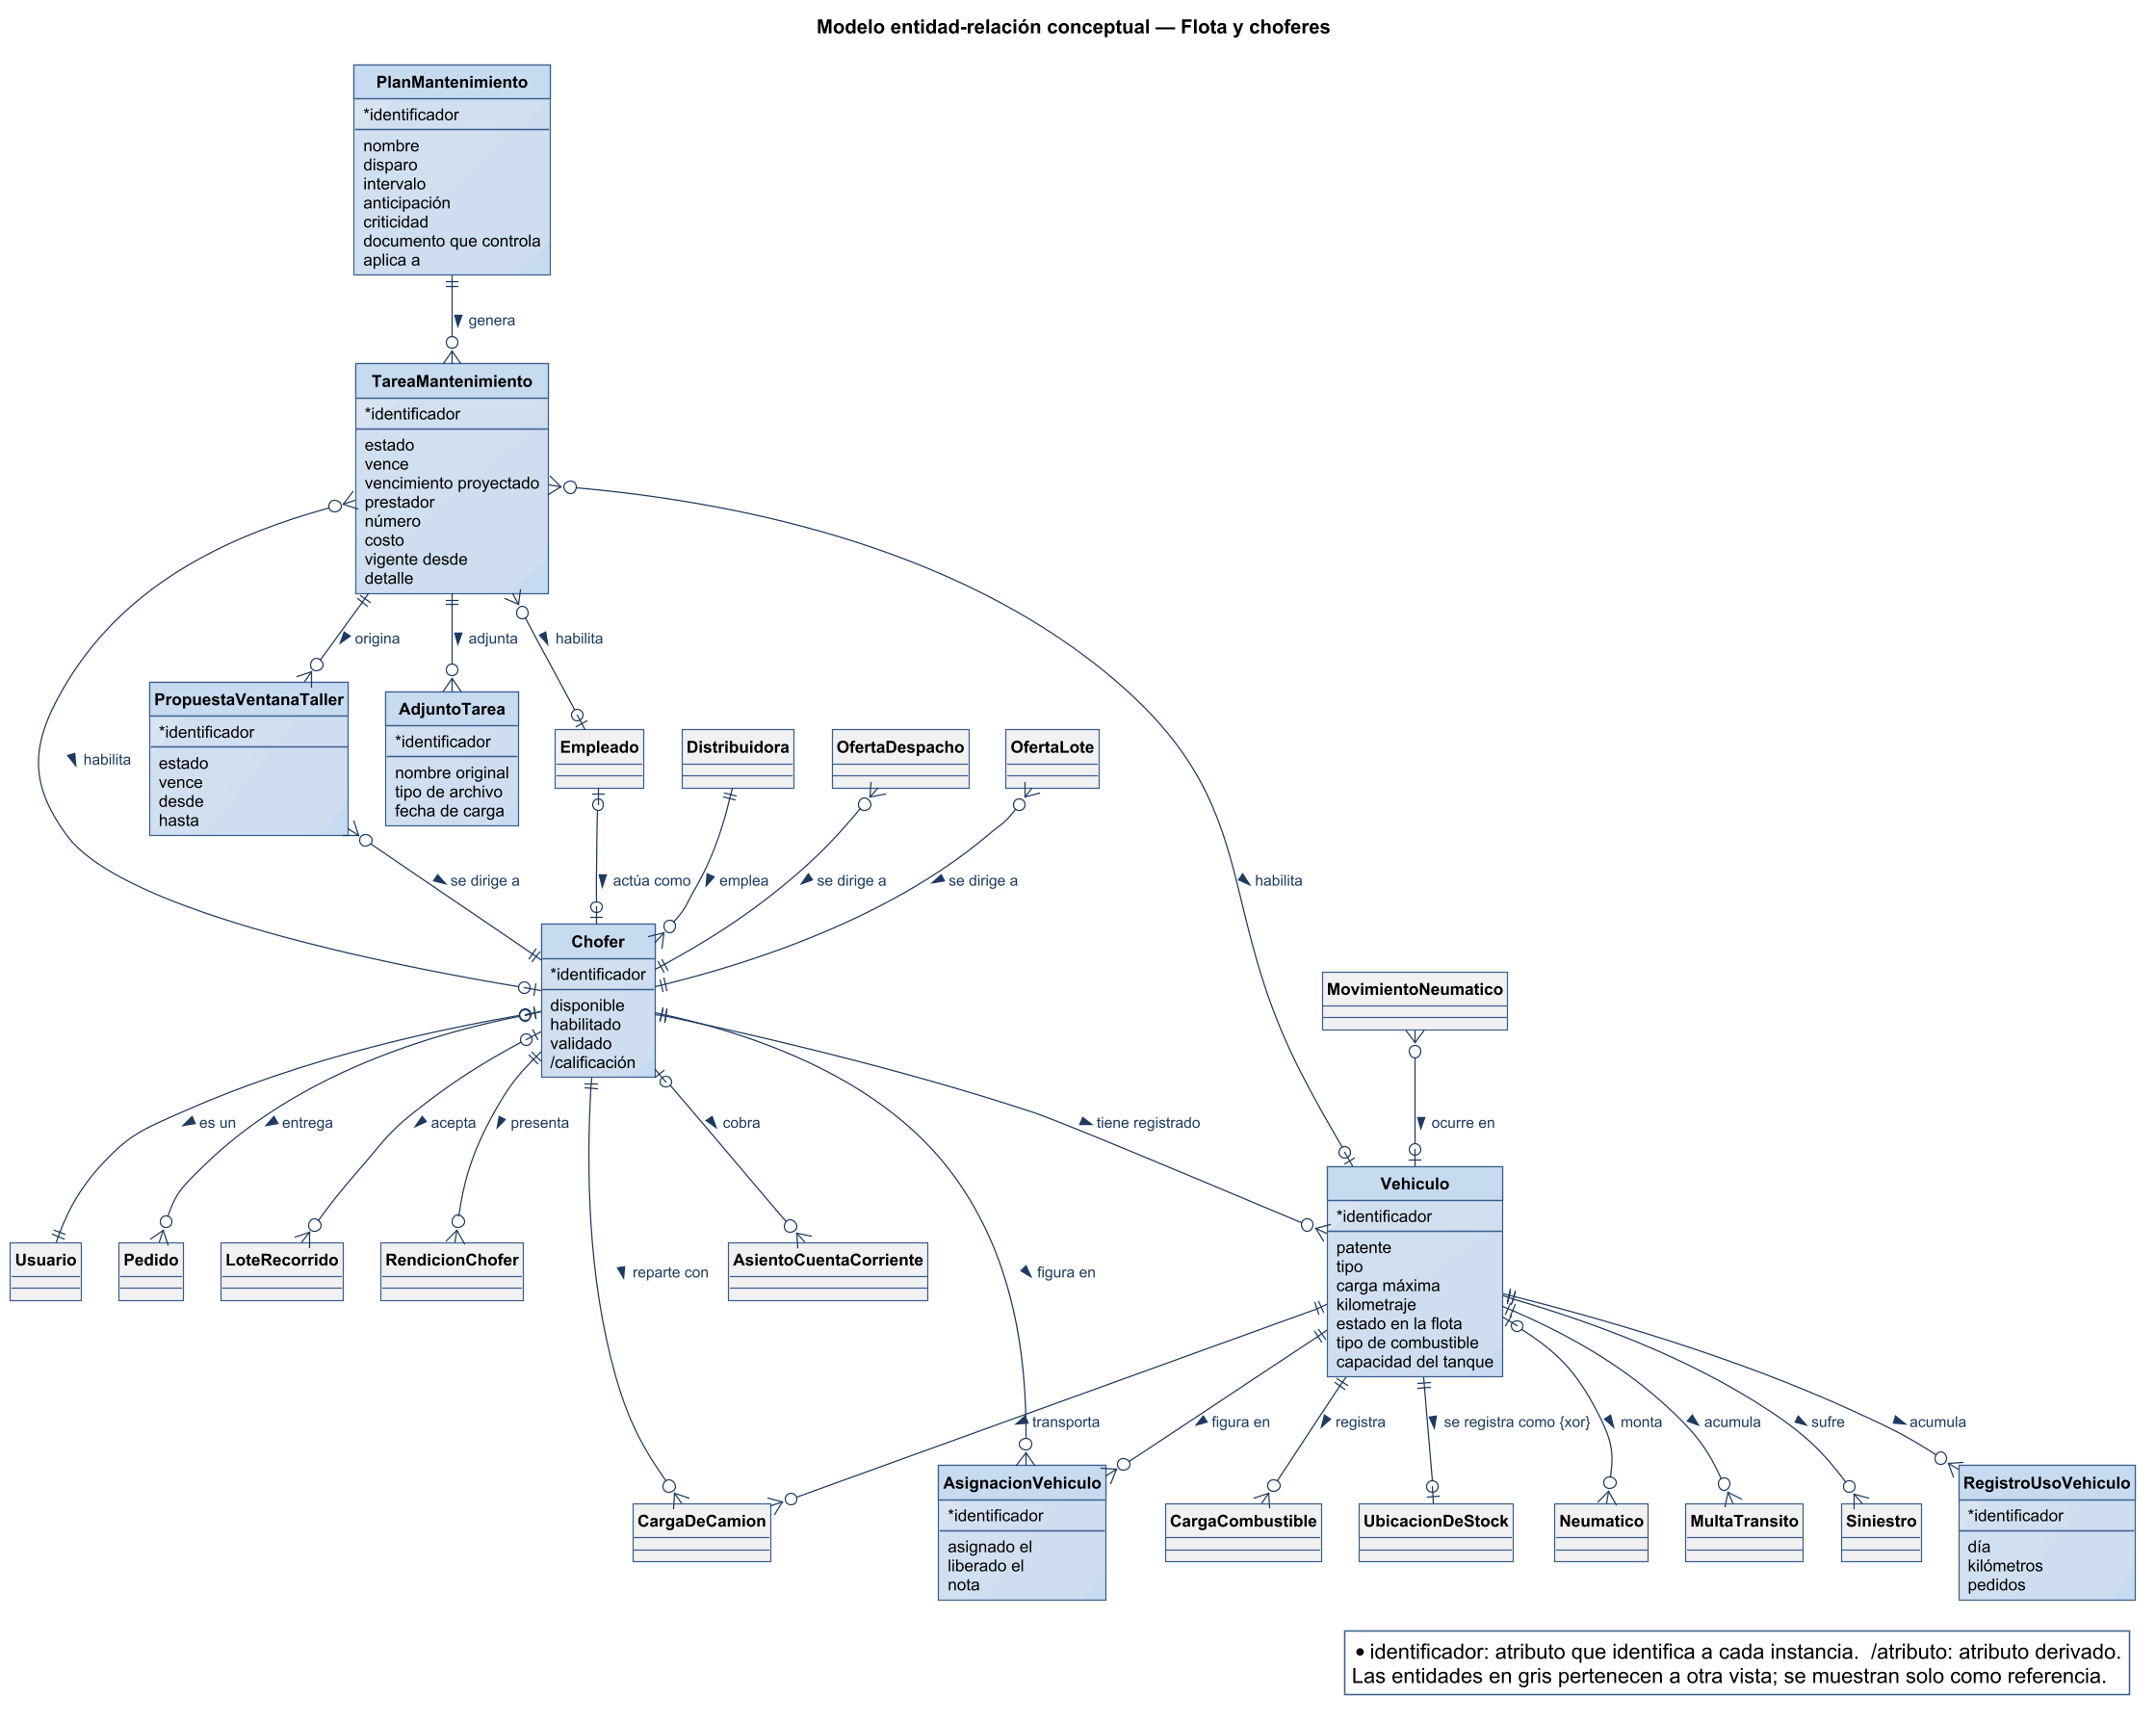 Modelo entidad-relación conceptual — Flota y choferes
PlanMantenimiento
*identificador
nombre
disparo
intervalo
anticipación
criticidad
documento que controla
aplica a
genera
TareaMantenimiento
*identificador
estado
vence
vencimiento proyectado
prestador
número
costo
vigente desde
detalle
origina
adjunta
habilita
PropuestaVentanaTaller
*identificador
estado
vence
desde
hasta
AdjuntoTarea
*identificador
nombre original
tipo de archivo
fecha de carga
Empleado
Distribuidora
OfertaDespacho
OfertaLote
habilita
se dirige a
actúa como
emplea
se dirige a
se dirige a
habilita
Chofer
*identificador
disponible
habilitado
validado
/calificación
MovimientoNeumatico
es un
entrega
acepta
presenta
cobra
tiene registrado
ocurre en
Vehiculo
*identificador
patente
tipo
carga máxima
kilometraje
estado en la flota
tipo de combustible
capacidad del tanque
Usuario
Pedido
LoteRecorrido
RendicionChofer
reparte con
AsientoCuentaCorriente
figura en
transporta
figura en
registra
se registra como {xor}
monta
acumula
sufre
acumula
CargaDeCamion
AsignacionVehiculo
*identificador
asignado el
liberado el
nota
CargaCombustible
UbicacionDeStock
Neumatico
MultaTransito
Siniestro
RegistroUsoVehiculo
*identificador
día
kilómetros
pedidos
• identificador: atributo que identifica a cada instancia.  /atributo: atributo derivado.
Las entidades en gris pertenecen a otra vista; se muestran solo como referencia.